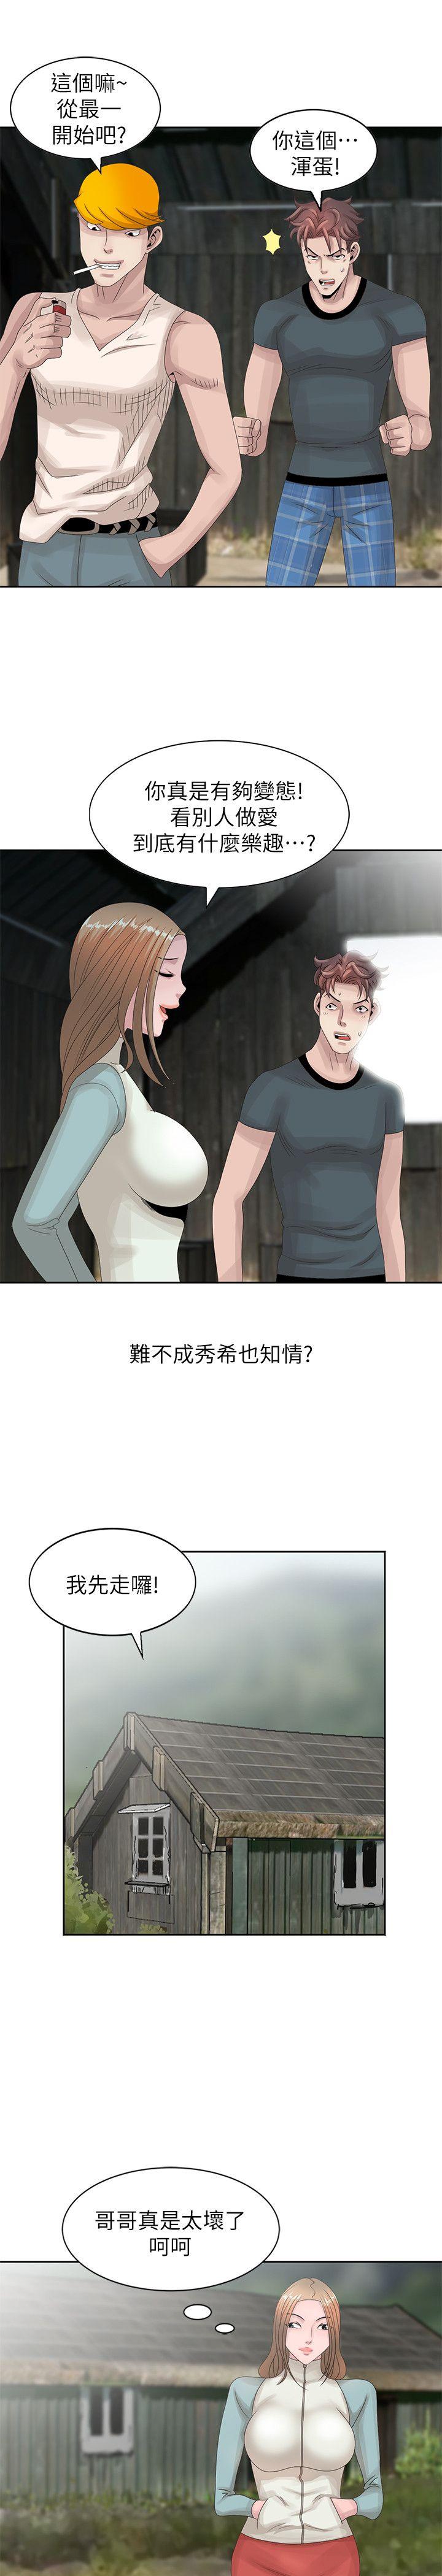 這個嘛~
從最一
開始吧?
你這個…
渾蛋!
你真是有夠變態!
看別人做愛
到底有什麼樂趣…?
難不成秀希也知情?
我先走囉!
哥哥真是太壞了
呵呵